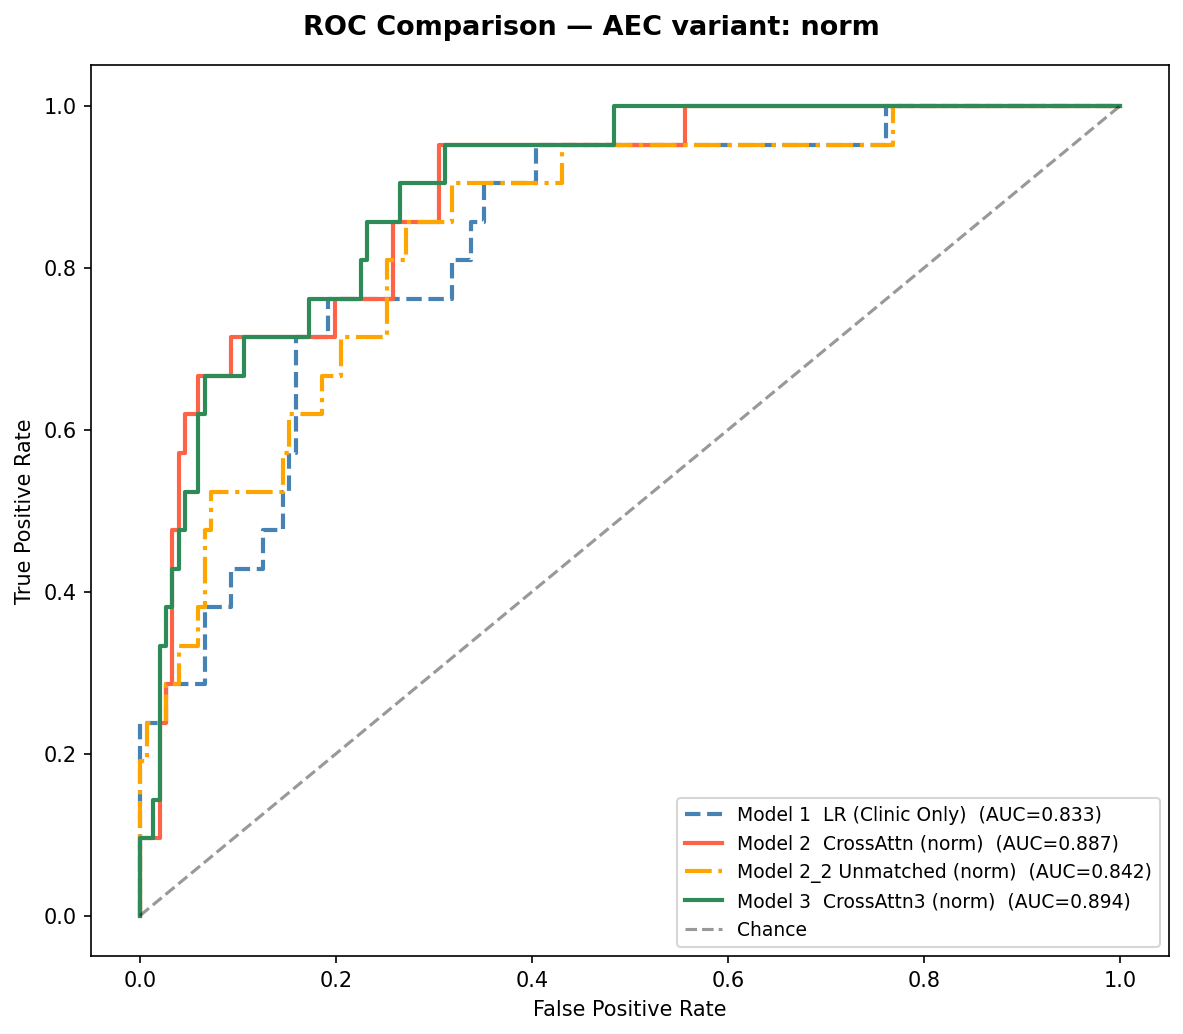 ROC Comparison — AEC variant: norm
True Positive Rate
1.0
0.8
0.6
0.4
0.2
0.0
Model 1  LR (Clinic Only)  (AUC=0.833)
Model 2  CrossAttn (norm)  (AUC=0.887)
Model 2_2 Unmatched (norm)  (AUC=0.842)
Model 3  CrossAttn3 (norm)  (AUC=0.894)
Chance
0.0 0.2 0.4 0.6 0.8 1.0
False Positive Rate